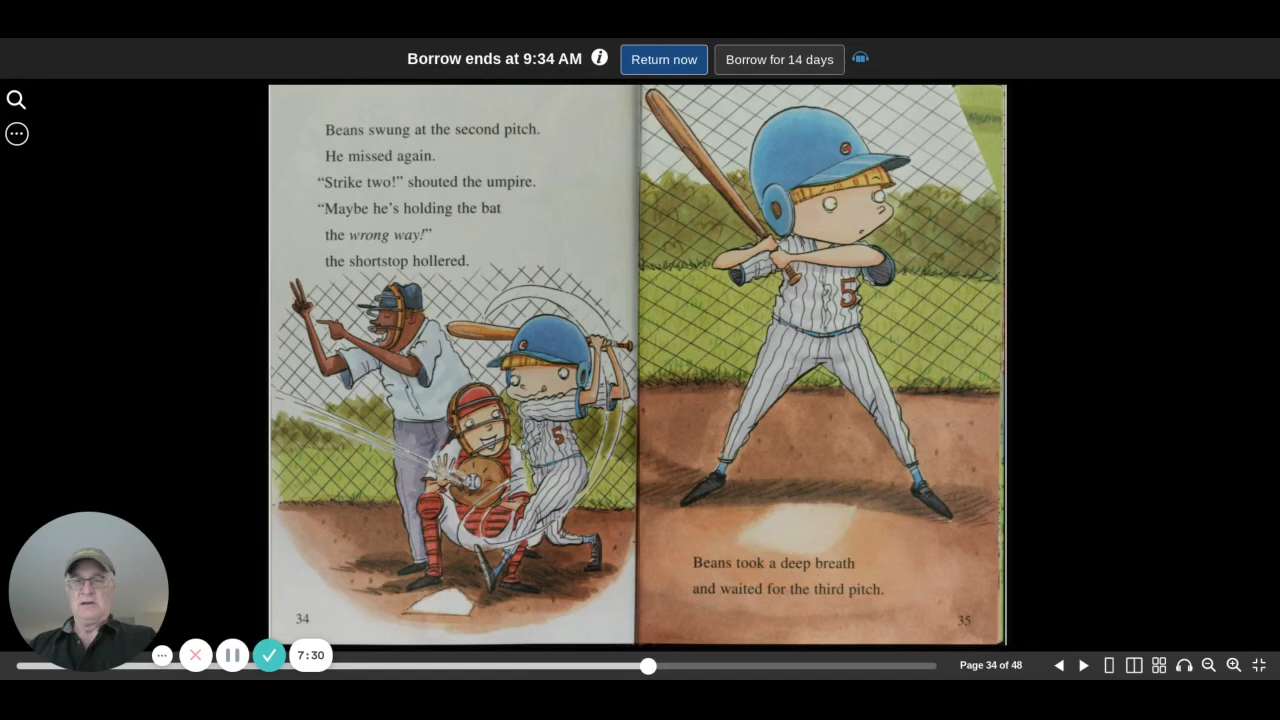 Borrow ends at 9:34 AM
Return now
Borrow for 14 days
Beans swung at the second pitch.
He missed again.
“Strike two!” shouted the umpire.
“Maybe he’s holding the bat
the wrong way!”
the shortstop hollered.
5
5
Beans took a deep breath
and waited for the third pitch.
34
35
7:30
Page 34 of 48